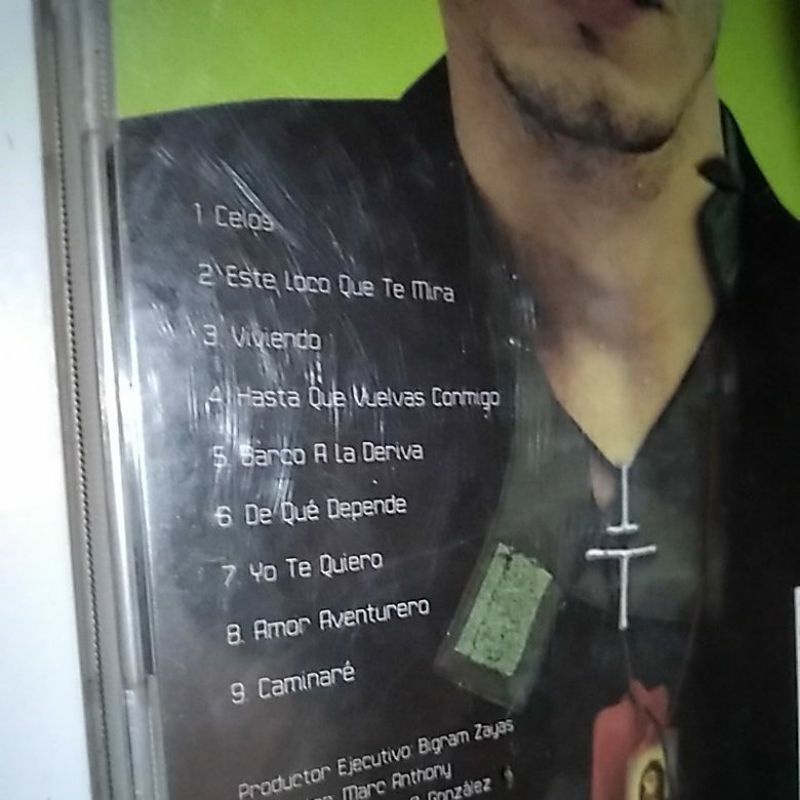 1 Celos
2 Este Loco Que Te Mira
3. Viviendo
4. Hasta Que Vuelvas Conmigo
5. Barco A La Deriva
6 De Qué Depende
7 Yo Te Quiero
8. Amor Aventurero
9. Caminaré
Productor Ejecutivo: Bigram Zayas
Marc Anthony
González